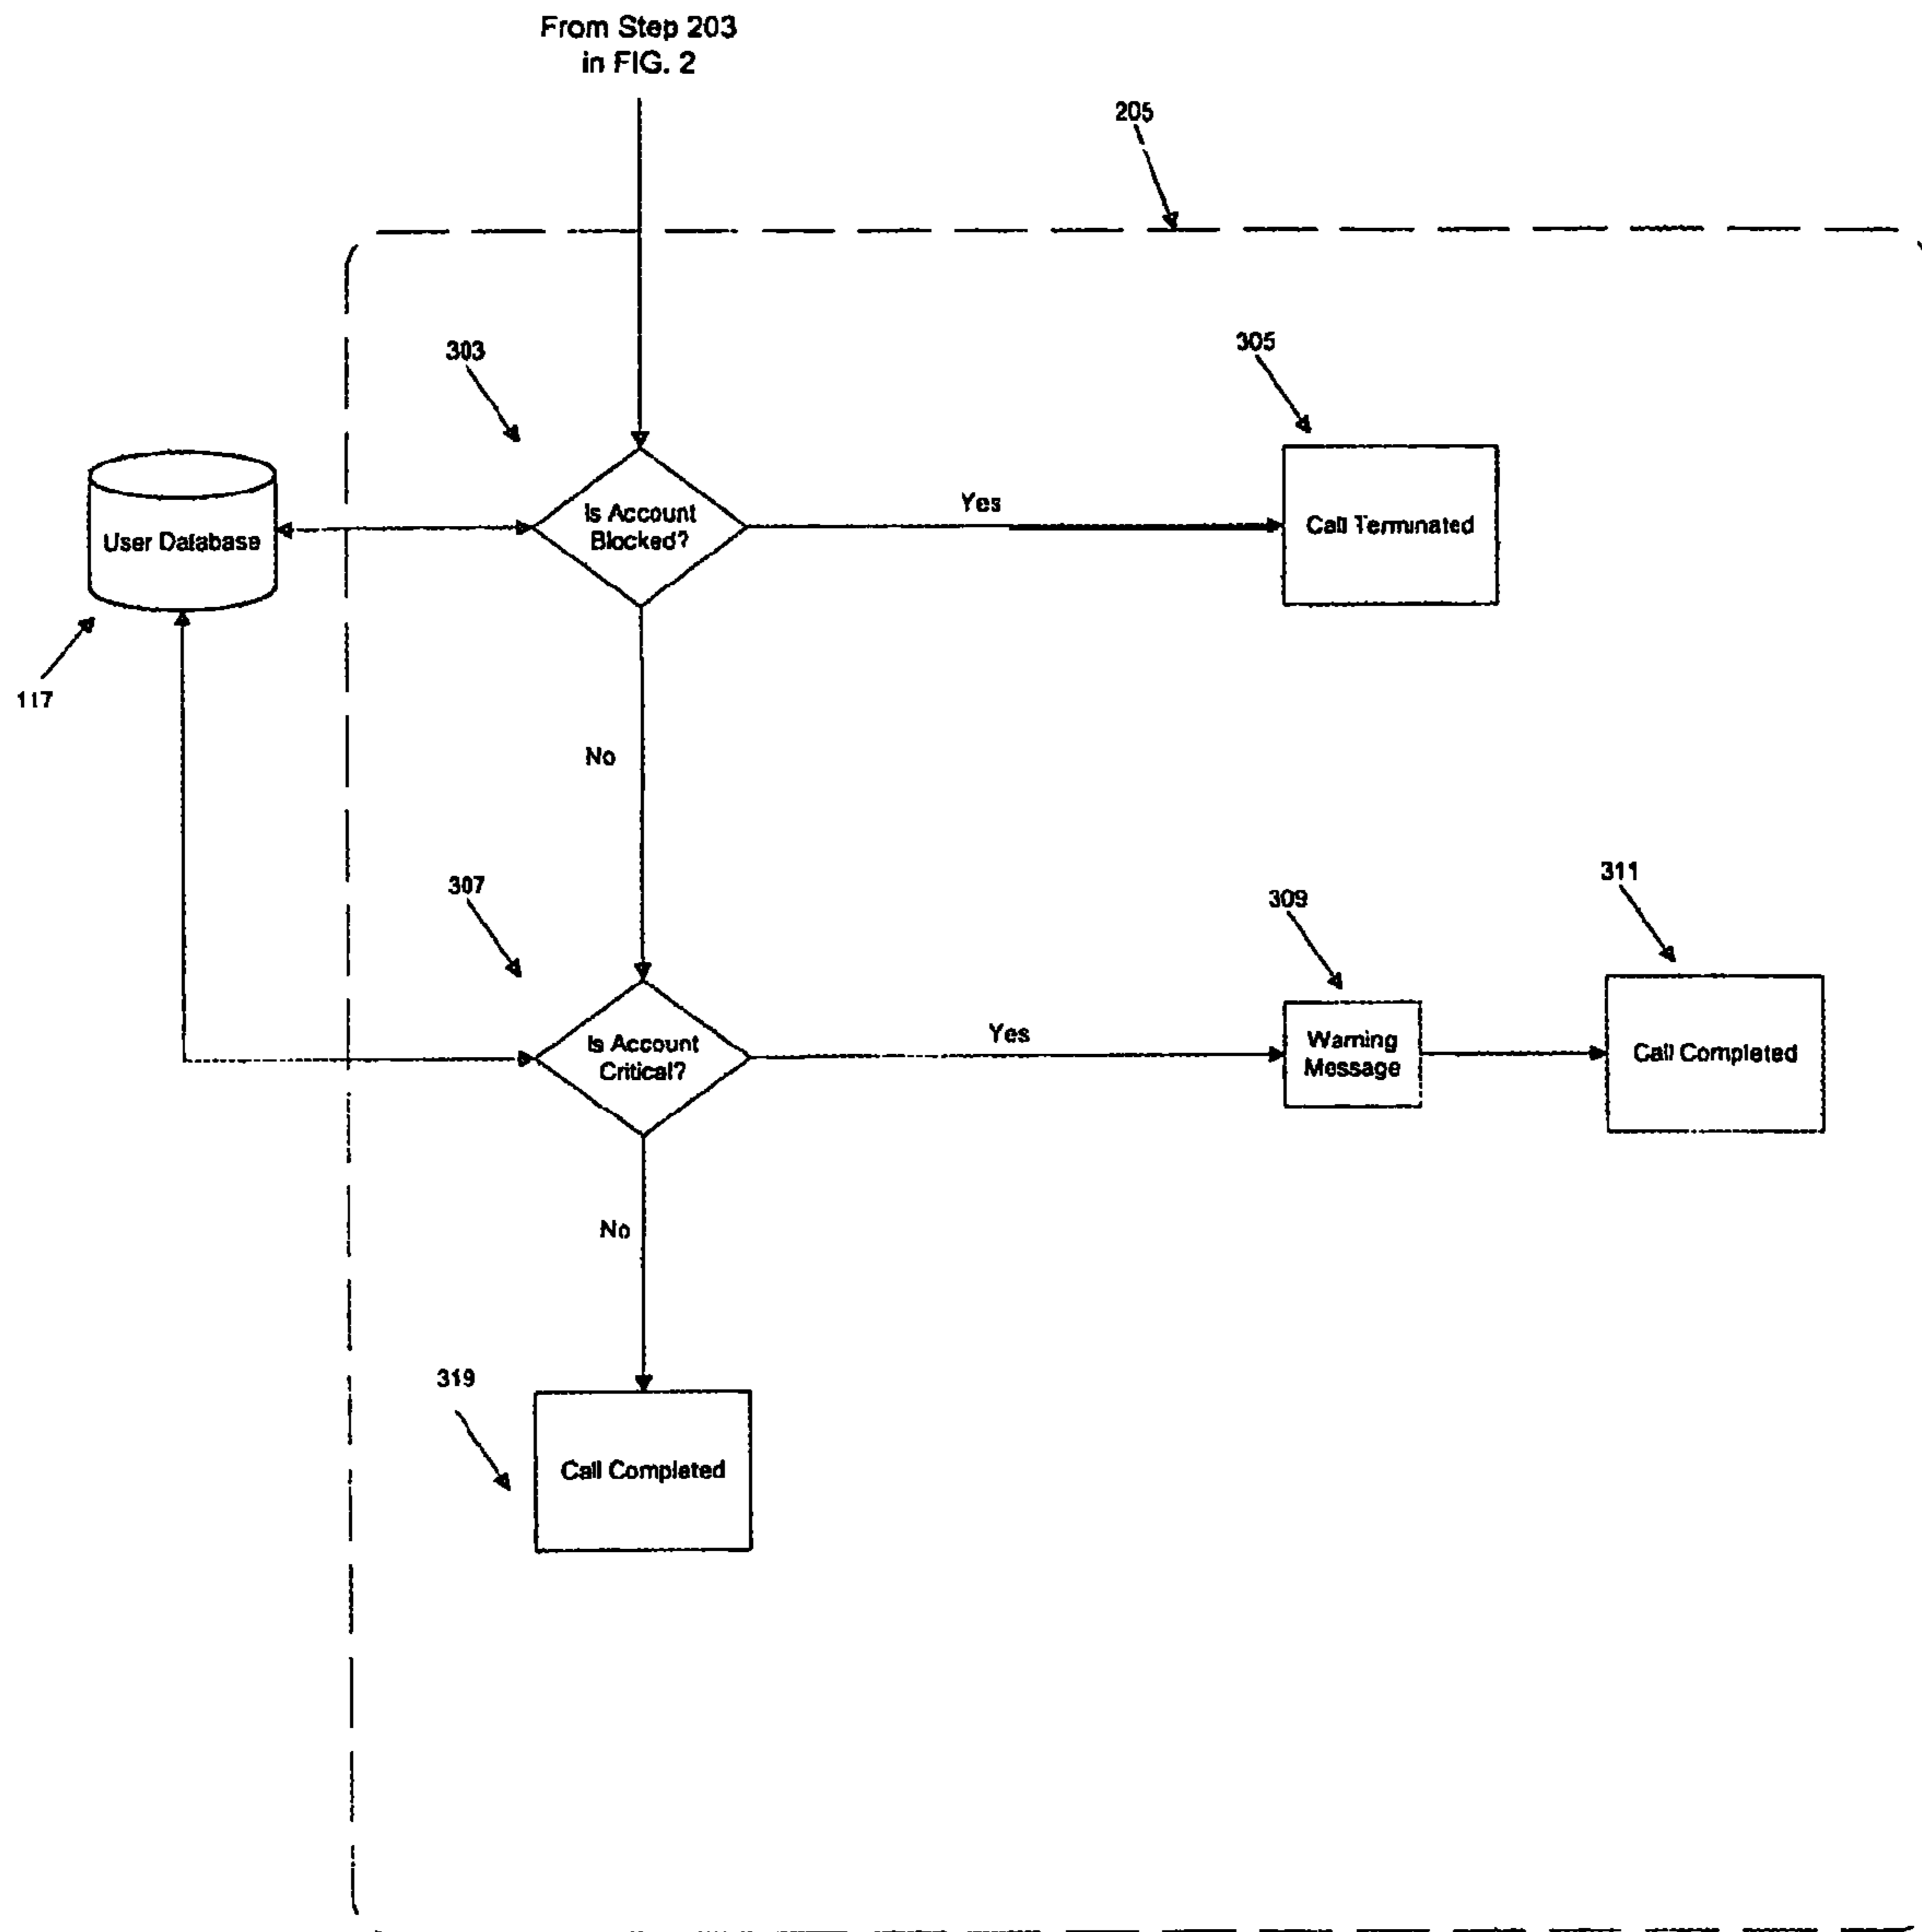 From Step 203
in FIG. 2
205
303
305
User Database
Is Account
Blocked?
Yes
Call Terminated
117
No
307
309
311
Is Account
Critical?
Yes
Warning
Message
Call Completed
No
319
Call Completed